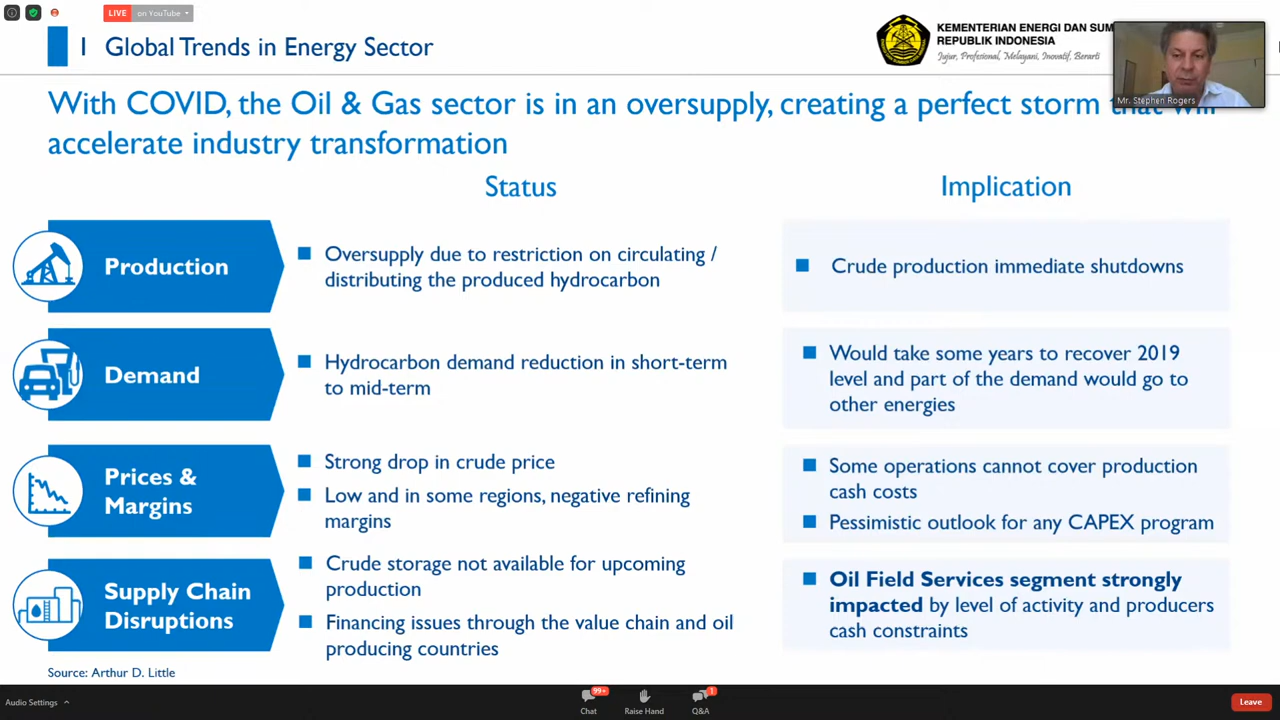 LIVE on YouTube
I Global Trends in Energy Sector
KEMENTERIAN ENERGI DAN SUM
REPUBLIK INDONESIA
Jujur, Profesional, Melayani, Inovatif, Berarti
Mr. Stephen Rogers
With COVID, the Oil & Gas sector is in an oversupply, creating a perfect storm that will
accelerate industry transformation
Status
Implication
Production
Oversupply due to restriction on circulating /
distributing the produced hydrocarbon
Crude production immediate shutdowns
Demand
Hydrocarbon demand reduction in short-term
to mid-term
Would take some years to recover 2019
level and part of the demand would go to
other energies
Prices &
Margins
Strong drop in crude price
Low and in some regions, negative refining
margins
Some operations cannot cover production
cash costs
Pessimistic outlook for any CAPEX program
Supply Chain
Disruptions
Crude storage not available for upcoming
production
Financing issues through the value chain and oil
producing countries
Oil Field Services segment strongly
impacted by level of activity and producers
cash constraints
Source: Arthur D. Little
Audio Settings
99+
Chat
Raise Hand
1
Q&A
Leave